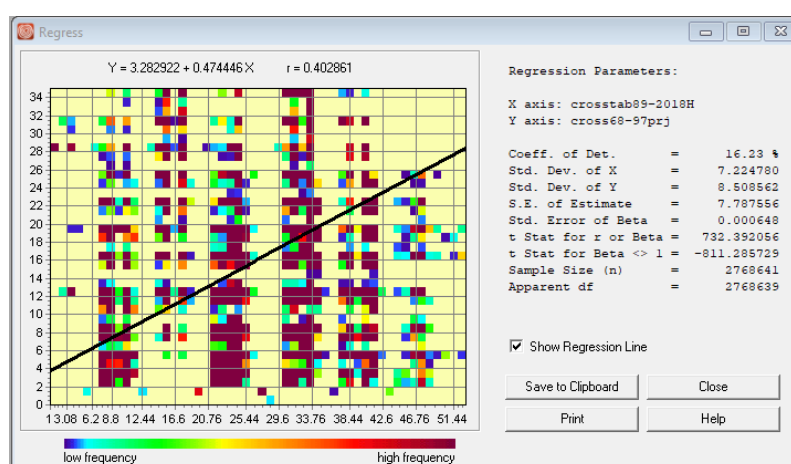 Regress
Y = 3.282922 + 0.474446 X r = 0.402861
34
32
30
28
26
24
22
20
18
16
14
12
10
8
6
4
2
0
1 3.08 6.2 8.8 12.44 16.6 20.76 25.44 29.6 33.76 38.44 42.6 46.76 51.44
low frequency high frequency
Regression Parameters:
X axis: crosstab89-2018H
Y axis: cross68-97prj
Coeff. of Det. = 16.23 %
Std. Dev. of X = 7.224780
Std. Dev. of Y = 8.508562
S.E. of Estimate = 7.787556
Std. Error of Beta = 0.000648
t Stat for r or Beta = 732.392056
t Stat for Beta <> 1 = -811.285729
Sample Size (n) = 2768641
Apparent df = 2768639
Show Regression Line
Save to Clipboard Close
Print Help